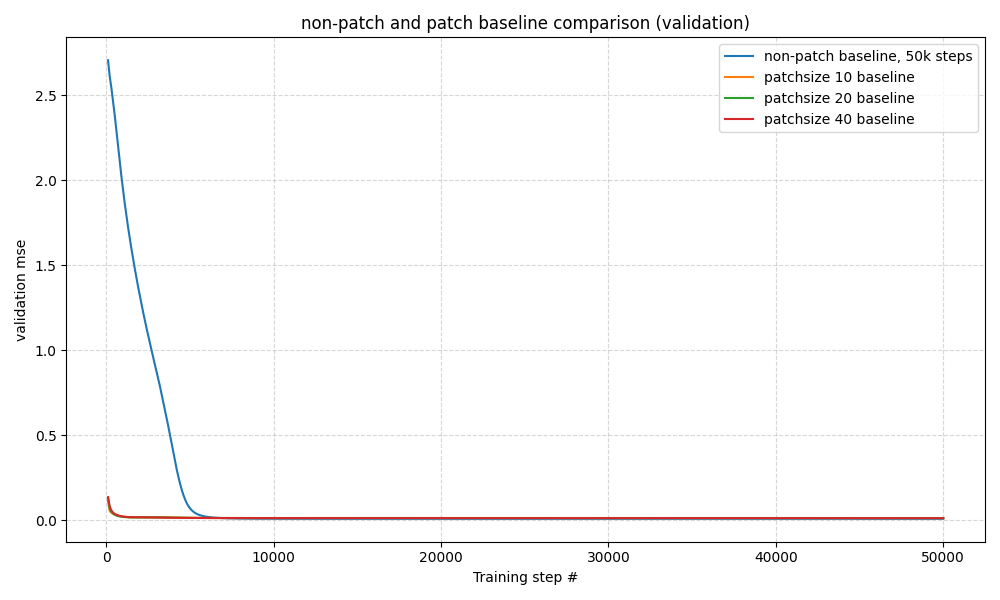 non-patch and patch baseline comparison (validation)
non-patch baseline, 50k steps
patchsize 10 baseline
patchsize 20 baseline
patchsize 40 baseline
validation mse
2.5
2.0
1.5
1.0
0.5
0.0
0 10000 20000 30000 40000 50000
Training step #